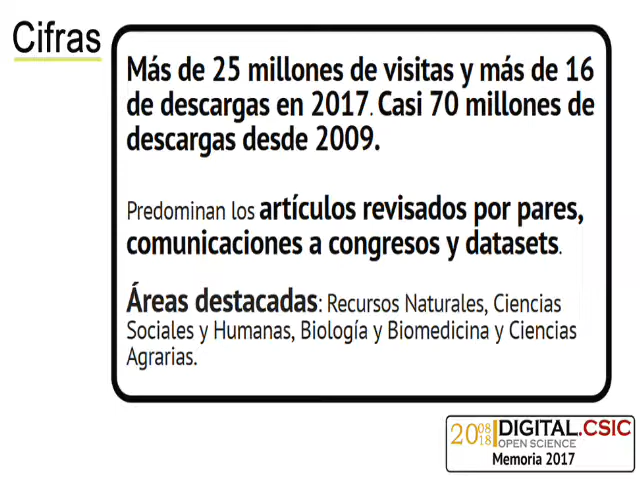 Cifras
Más de 25 millones de visitas y más de 16
de descargas en 2017. Casi 70 millones de
descargas desde 2009.
Predominan los artículos revisados por pares,
comunicaciones a congresos y datasets.
Áreas destacadas: Recursos Naturales, Ciencias
Sociales y Humanas, Biología y Biomedicina y Ciencias
Agrarias.
20 08 18 DIGITAL.CSIC
OPEN SCIENCE
Memoria 2017